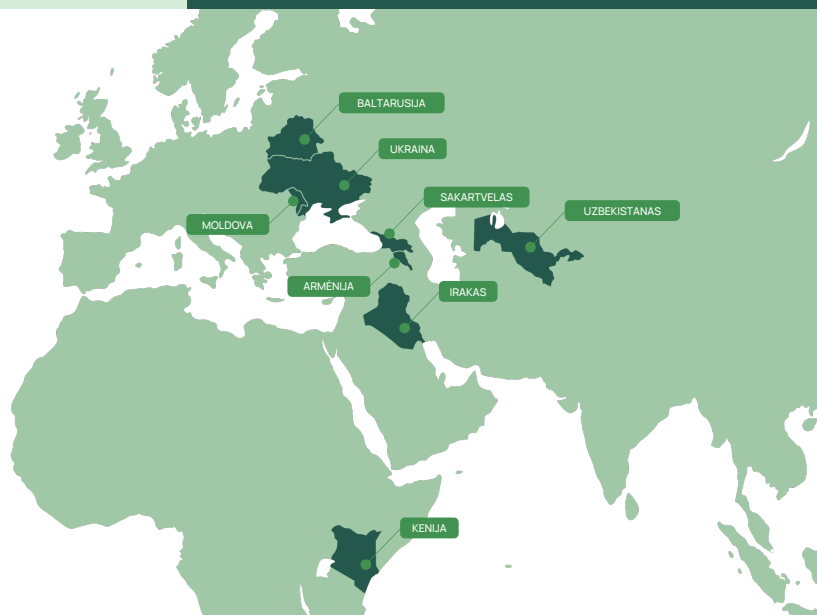 BALTARUSIJA
UKRAINA
SAKARTVELAS
UZBEKISTANAS
MOLDOVA
ARMĖNIJA
IRAKAS
KENIJA